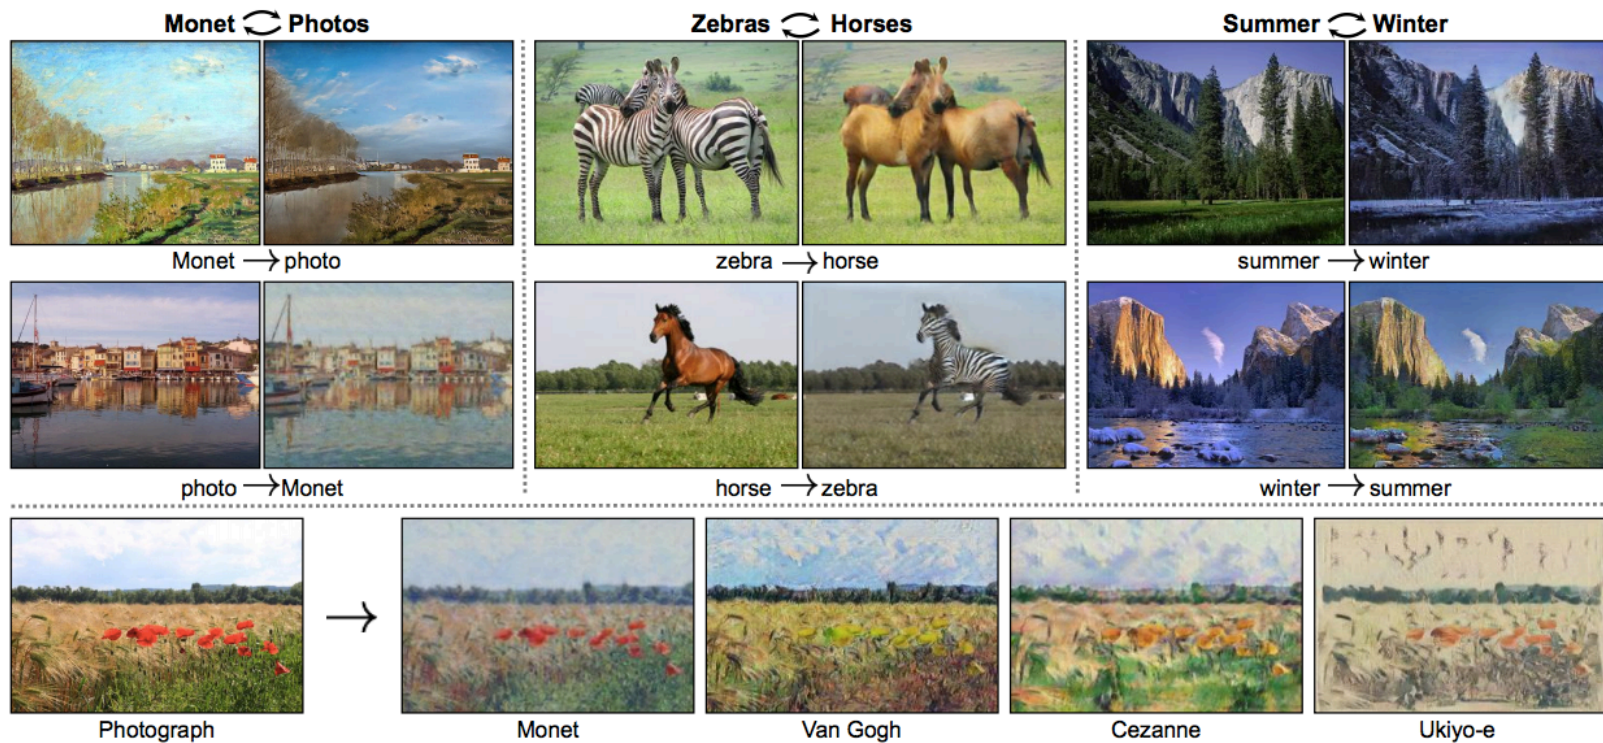 Monet ⇄ Photos
Zebras ⇄ Horses
Summer ⇄ Winter
Monet → photo
zebra → horse
summer → winter
photo → Monet
horse → zebra
winter → summer
Photograph
Monet
Van Gogh
Cezanne
Ukiyo-e